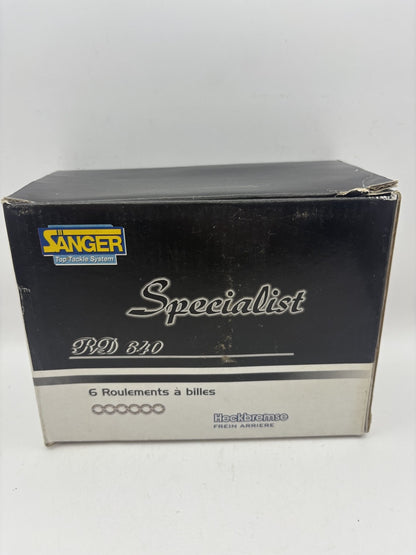 SÄNGER
Top Tackle System
Specialist
RD 340
6 Roulements à billes
Heckbremse
FREIN ARRIERE